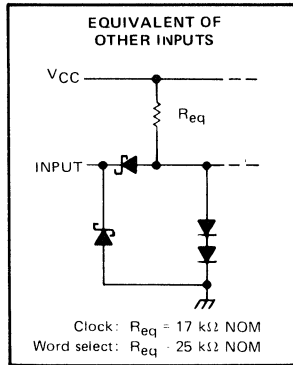 EQUIVALENT OF
OTHER INPUTS
VCC
Req
INPUT
Clock: Req = 17 kΩ NOM
Word select: Req - 25 kΩ NOM